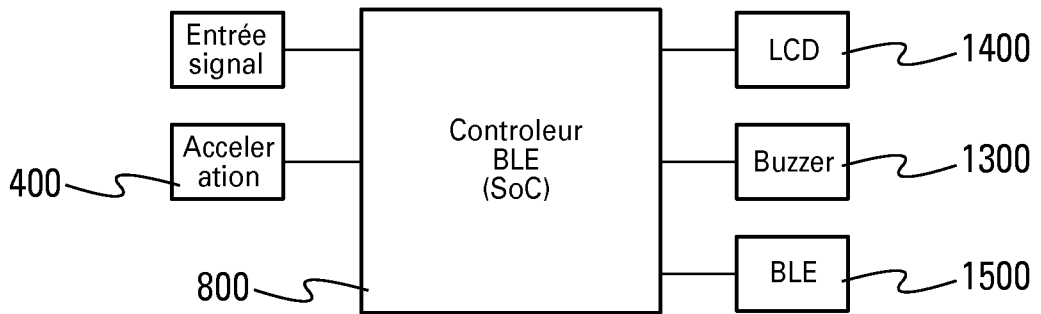 Entrée
signal
Acceler
ation
400
Controleur
BLE
(SoC)
800
LCD
1400
Buzzer
1300
BLE
1500